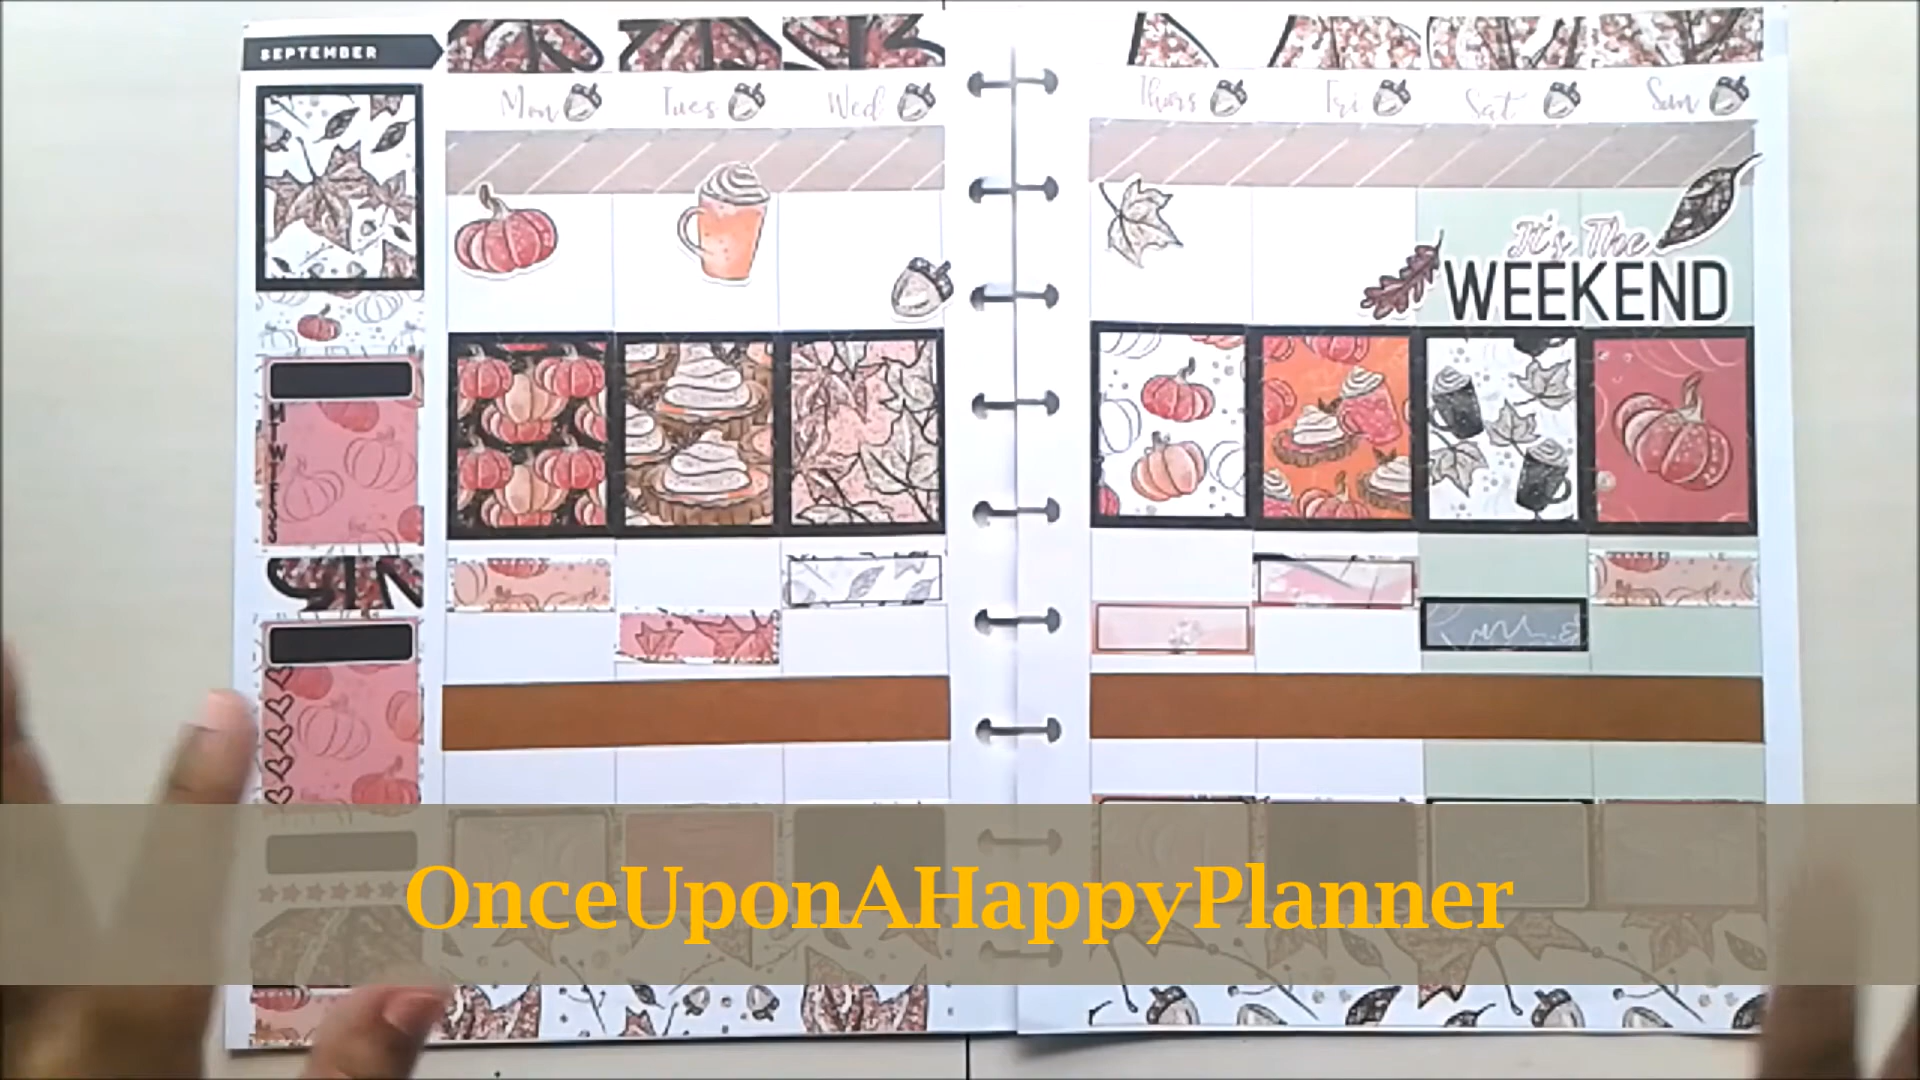 SEPTEMBER
Mon Tues Wed Thurs Fri Sat Sun
It's The
WEEKEND
M
T
W
T
F
S
S
OnceUponAHappyPlanner